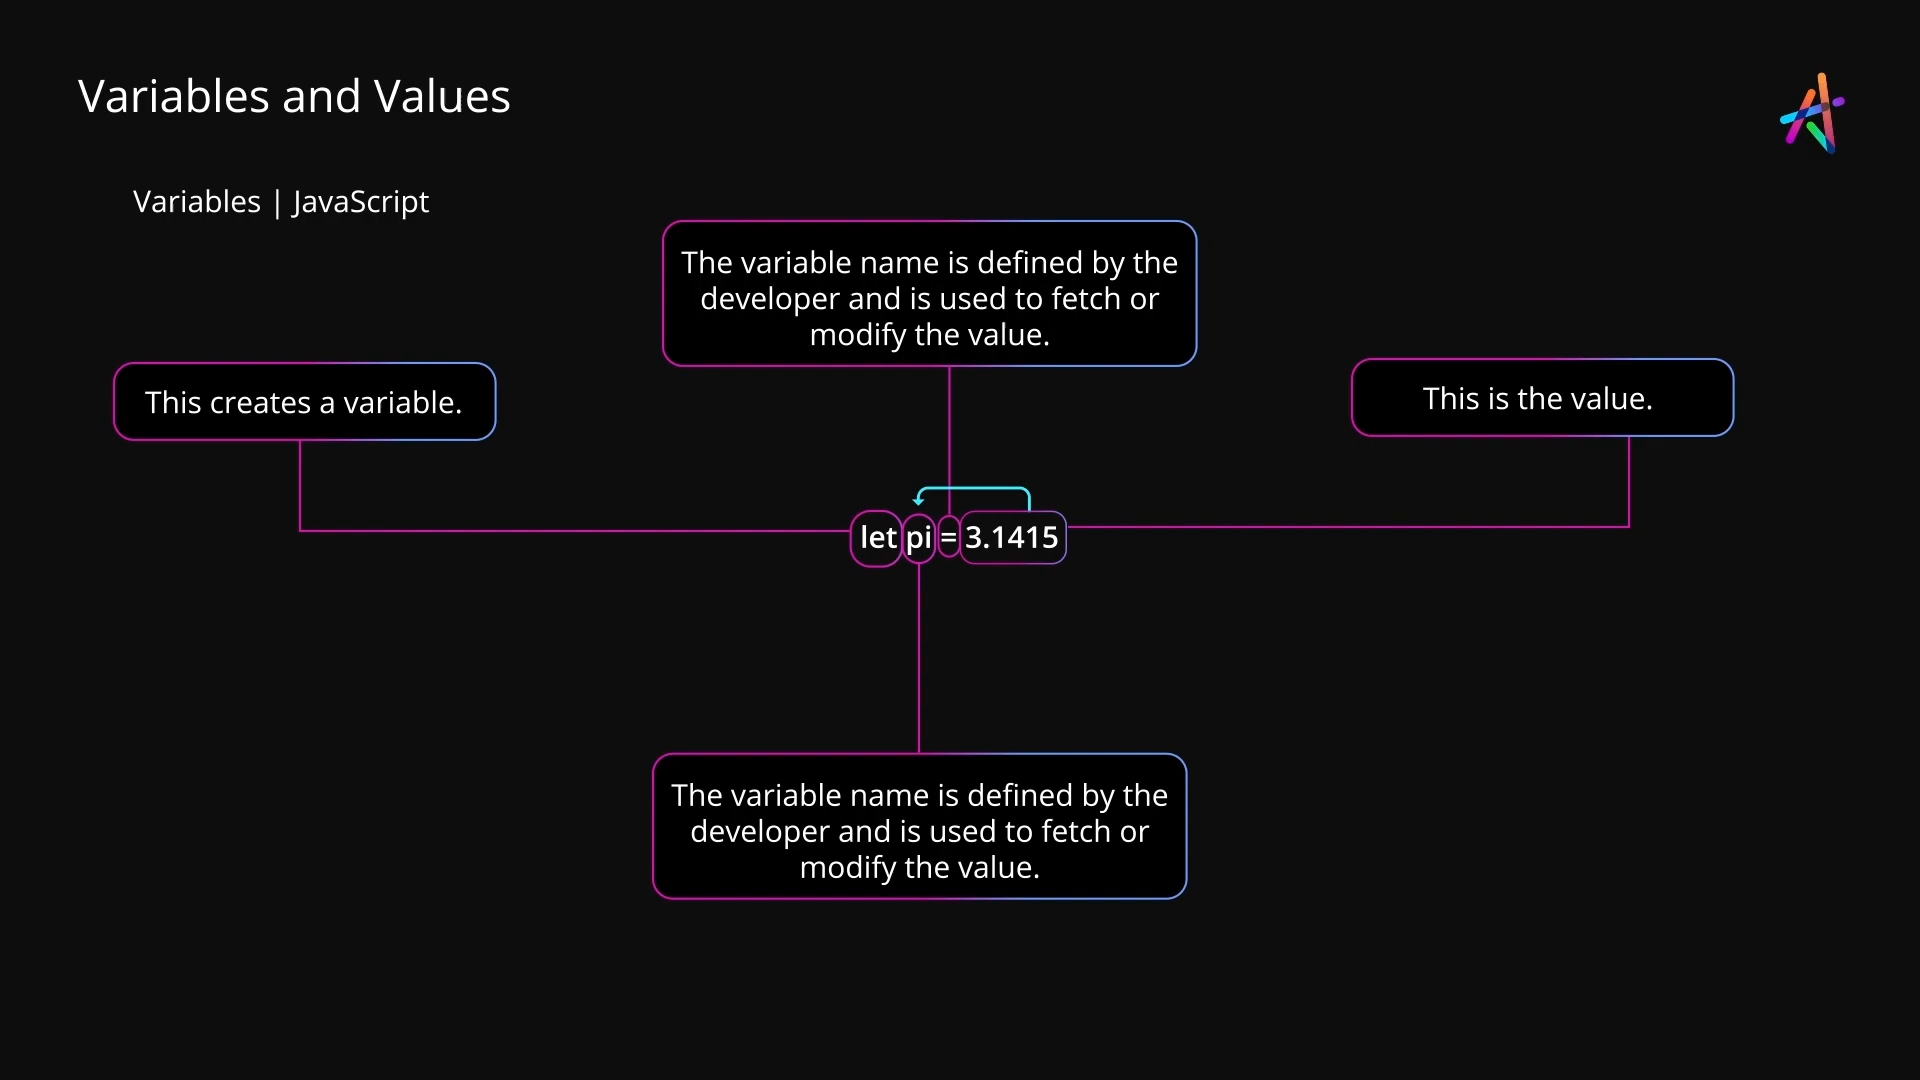 Variables and Values
Variables | JavaScript
The variable name is defined by the
developer and is used to fetch or
modify the value.
This creates a variable.
This is the value.
let pi = 3.1415
The variable name is defined by the
developer and is used to fetch or
modify the value.